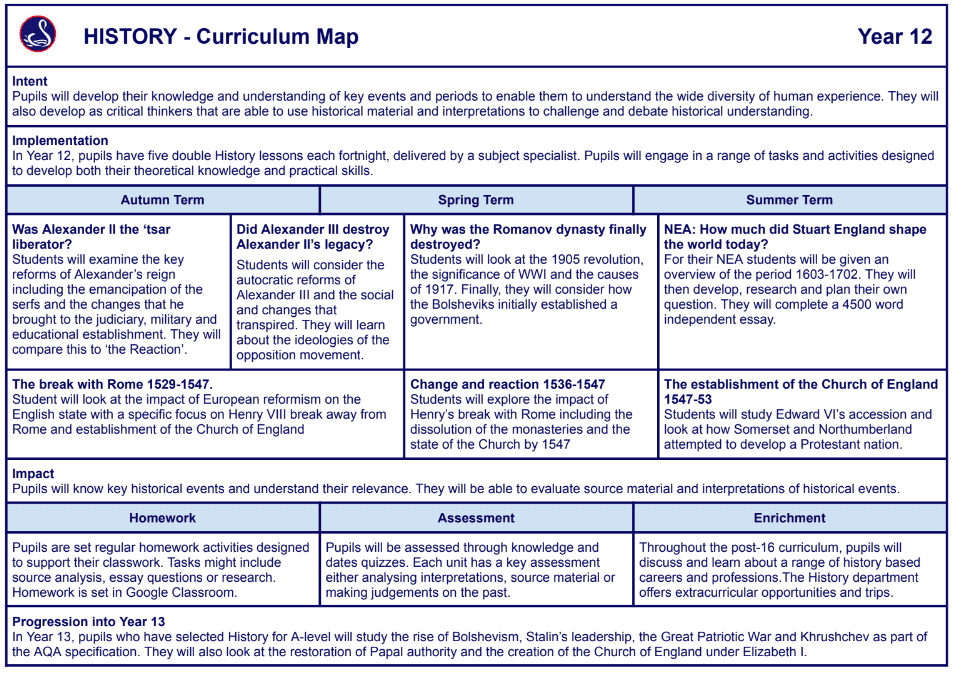 HISTORY - Curriculum Map
Year 12
Intent
Pupils will develop their knowledge and understanding of key events and periods to enable them to understand the wide diversity of human experience. They will
also develop as critical thinkers that are able to use historical material and interpretations to challenge and debate historical understanding.
Implementation
In Year 12, pupils have five double History lessons each fortnight, delivered by a subject specialist. Pupils will engage in a range of tasks and activities designed
to develop both their theoretical knowledge and practical skills.
Autumn Term
Spring Term
Summer Term
Was Alexander II the ‘tsar
liberator?
Students will examine the key
reforms of Alexander’s reign
including the emancipation of the
serfs and the changes that he
brought to the judiciary, military and
educational establishment. They will
compare this to ‘the Reaction’.
Did Alexander III destroy
Alexander II’s legacy?
Students will consider the
autocratic reforms of
Alexander III and the social
and changes that
transpired. They will learn
about the ideologies of the
opposition movement.
Why was the Romanov dynasty finally
destroyed?
Students will look at the 1905 revolution,
the significance of WWI and the causes
of 1917. Finally, they will consider how
the Bolsheviks initially established a
government.
NEA: How much did Stuart England shape
the world today?
For their NEA students will be given an
overview of the period 1603-1702. They will
then develop, research and plan their own
question. They will complete a 4500 word
independent essay.
The break with Rome 1529-1547.
Student will look at the impact of European reformism on the
English state with a specific focus on Henry VIII break away from
Rome and establishment of the Church of England
Change and reaction 1536-1547
Students will explore the impact of
Henry’s break with Rome including the
dissolution of the monasteries and the
state of the Church by 1547
The establishment of the Church of England
1547-53
Students will study Edward VI’s accession and
look at how Somerset and Northumberland
attempted to develop a Protestant nation.
Impact
Pupils will know key historical events and understand their relevance. They will be able to evaluate source material and interpretations of historical events.
Homework
Assessment
Enrichment
Pupils are set regular homework activities designed
to support their classwork. Tasks might include
source analysis, essay questions or research.
Homework is set in Google Classroom.
Pupils will be assessed through knowledge and
dates quizzes. Each unit has a key assessment
either analysing interpretations, source material or
making judgements on the past.
Throughout the post-16 curriculum, pupils will
discuss and learn about a range of history based
careers and professions.The History department
offers extracurricular opportunities and trips.
Progression into Year 13
In Year 13, pupils who have selected History for A-level will study the rise of Bolshevism, Stalin’s leadership, the Great Patriotic War and Khrushchev as part of
the AQA specification. They will also look at the restoration of Papal authority and the creation of the Church of England under Elizabeth I.